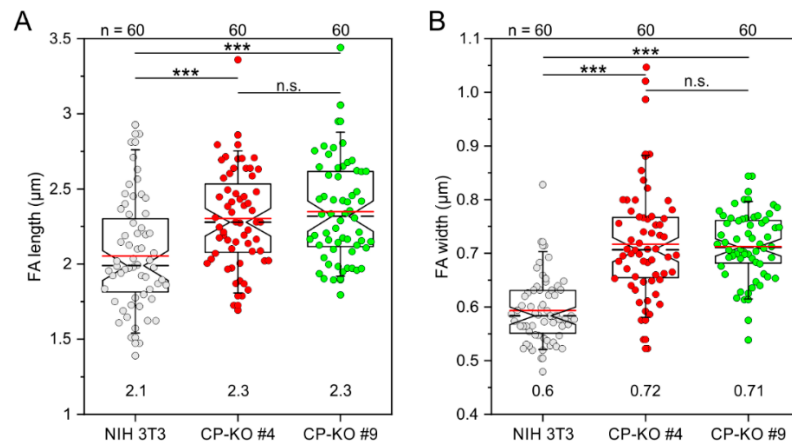 A
n = 60 60 60
***
***
n.s.
FA length (µm)
3.5
3
2.5
2
1.5
1
2.1 2.3 2.3
NIH 3T3 CP-KO #4 CP-KO #9
B
n = 60 60 60
***
***
n.s.
FA width (µm)
1.1
1.0
0.9
0.8
0.7
0.6
0.5
0.4
0.6 0.72 0.71
NIH 3T3 CP-KO #4 CP-KO #9